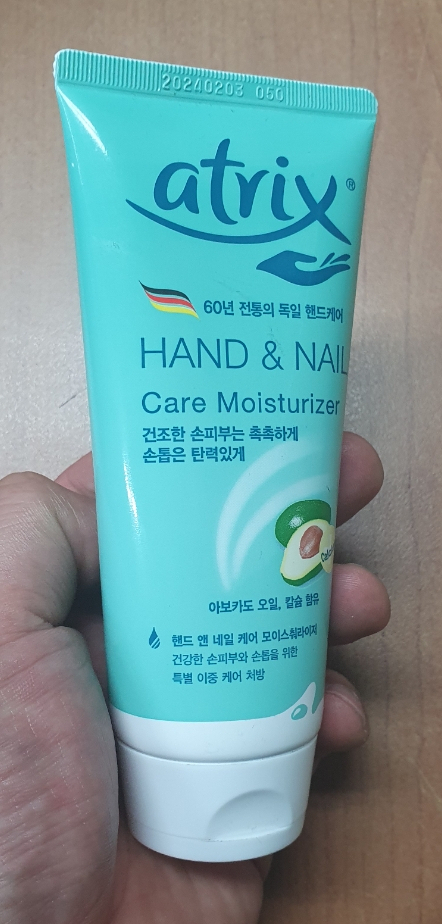 20240203 050
atrix®
60년 전통의 독일 핸드케어
HAND & NAIL
Care Moisturizer
건조한 손피부는 촉촉하게
손톱은 탄력있게
아보카도 오일, 칼슘 함유
핸드 앤 네일 케어 모이스춰라이저
건강한 손피부와 손톱을 위한
특별 이중 케어 처방